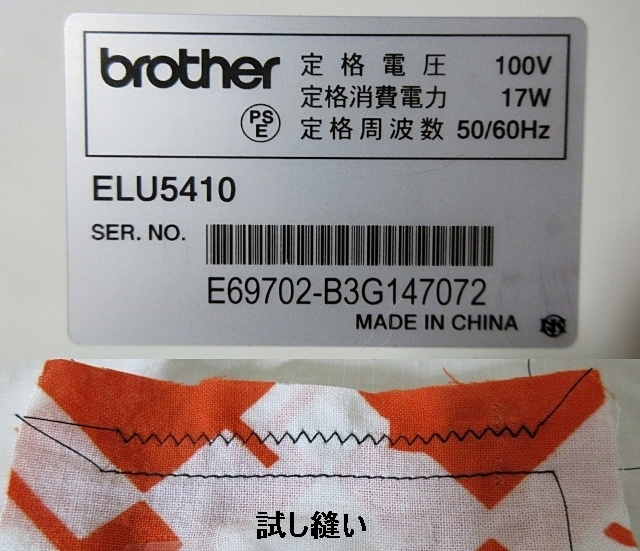 brother
定格電圧 100V
定格消費電力 17W
PS
E
定格周波数 50/60Hz
ELU5410
SER. NO.
E69702-B3G147072
MADE IN CHINA
試し縫い